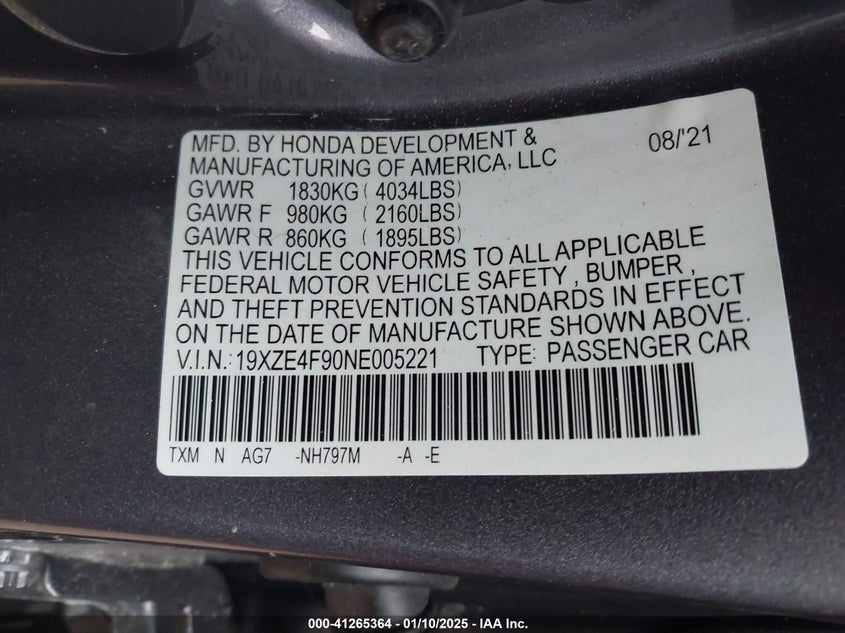 MFD. BY HONDA DEVELOPMENT & 08/'21
MANUFACTURING OF AMERICA, LLC
GVWR 1830KG ( 4034LBS)
GAWR F 980KG ( 2160LBS)
GAWR R 860KG ( 1895LBS)
THIS VEHICLE CONFORMS TO ALL APPLICABLE
FEDERAL MOTOR VEHICLE SAFETY , BUMPER ,
AND THEFT PREVENTION STANDARDS IN EFFECT
ON THE DATE OF MANUFACTURE SHOWN ABOVE.
V.I.N.: 19XZE4F90NE005221 TYPE: PASSENGER CAR
TXM N AG7 -NH797M -A -E
000-41265364 - 01/10/2025 - IAA Inc.